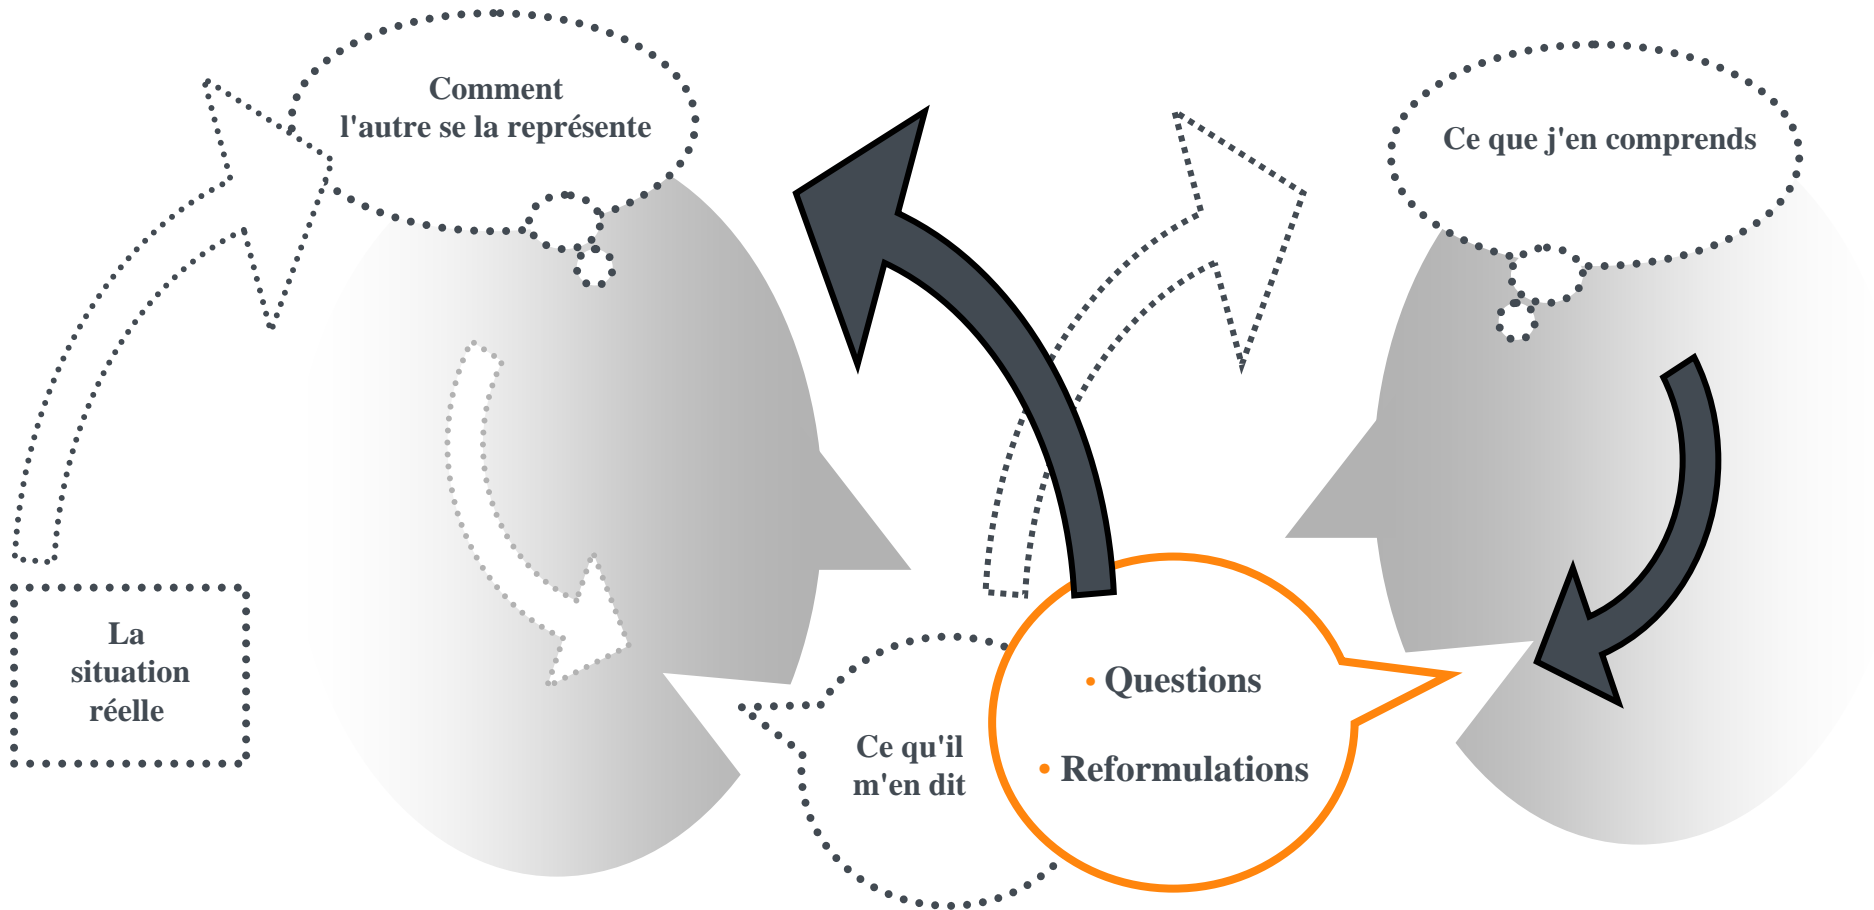 Comment
l'autre se la représente
Ce que j'en comprends
La
situation
réelle
Ce qu'il
m'en dit
• Questions
• Reformulations